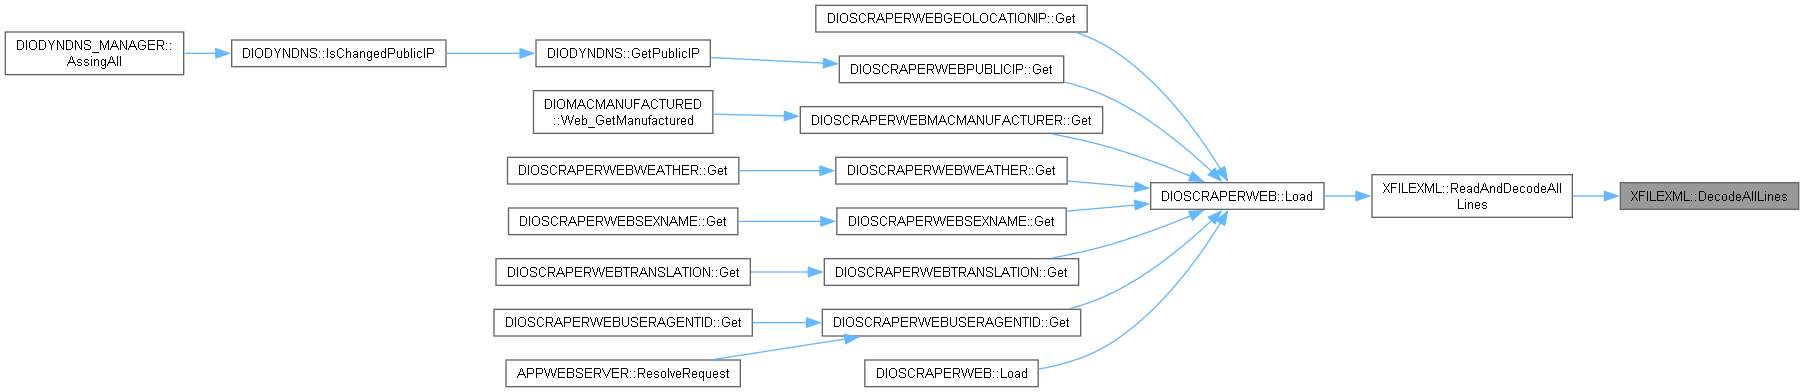 DIOSCRAPERWEBGEOLOCATIONIP::Get
DIODYNDNS_MANAGER::
AssingAll
DIODYNDNS::IsChangedPublicIP
DIODYNDNS::GetPublicIP
DIOSCRAPERWEBPUBLICIP::Get
DIOMACMANUFACTURED
::Web_GetManufactured
DIOSCRAPERWEBMACMANUFACTURER::Get
DIOSCRAPERWEBWEATHER::Get
DIOSCRAPERWEBWEATHER::Get
DIOSCRAPERWEB::Load
XFILEXML::ReadAndDecodeAll
Lines
XFILEXML::DecodeAllLines
DIOSCRAPERWEBSEXNAME::Get
DIOSCRAPERWEBSEXNAME::Get
DIOSCRAPERWEBTRANSLATION::Get
DIOSCRAPERWEBTRANSLATION::Get
DIOSCRAPERWEBUSERAGENTID::Get
DIOSCRAPERWEBUSERAGENTID::Get
APPWEBSERVER::ResolveRequest
DIOSCRAPERWEB::Load